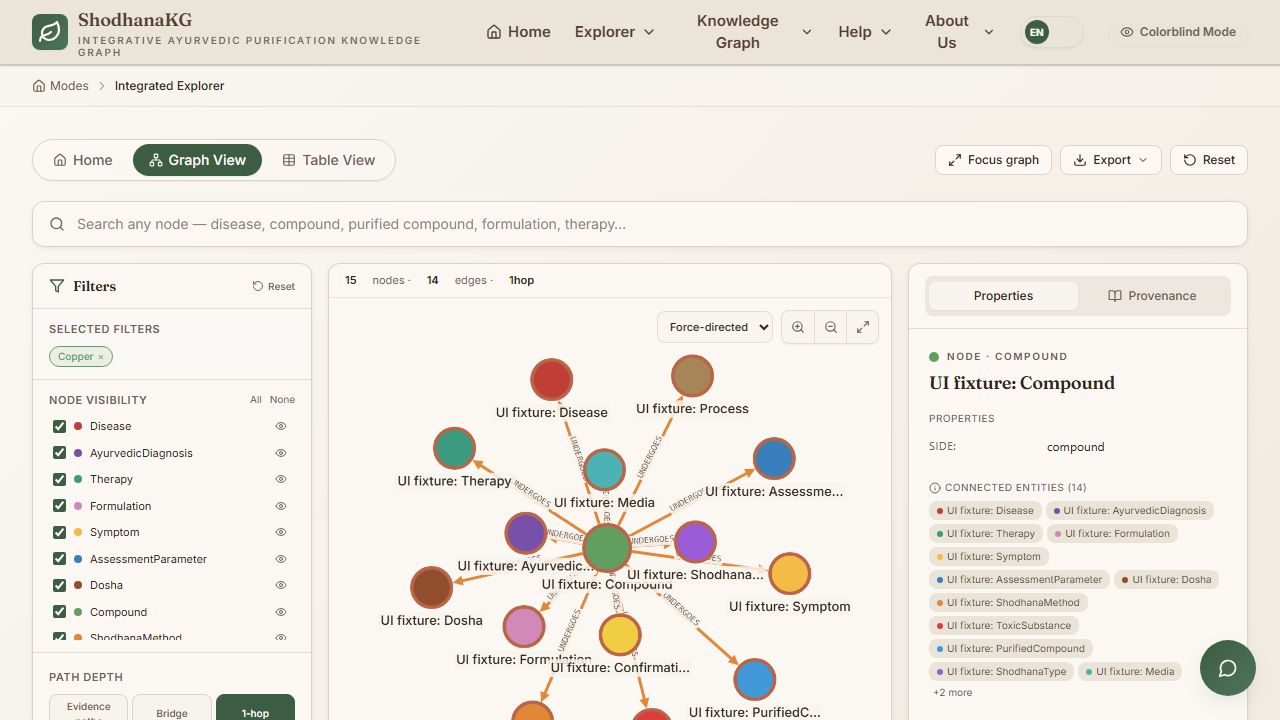 ShodhanaKG
INTEGRATIVE AYURVEDIC PURIFICATION KNOWLEDGE
GRAPH
Home
Explorer
Knowledge
Graph
Help
About
Us
EN
Colorblind Mode
Modes
Integrated Explorer
Home
Graph View
Table View
Focus graph
Export
Reset
Search any node — disease, compound, purified compound, formulation, therapy...
Filters
Reset
SELECTED FILTERS
Copper ×
NODE VISIBILITY
All None
Disease
AyurvedicDiagnosis
Therapy
Formulation
Symptom
AssessmentParameter
Dosha
Compound
ShodhanaMethod
PATH DEPTH
Evidence
Bridge
1-hop
15 nodes · 14 edges · 1hop
Force-directed
UI fixture: Disease
UI fixture: Process
UNDERGOES
UNDERGOES
UI fixture: Therapy
UI fixture: Media
UI fixture: Assessme...
UNDERGOES
UI fixture: Ayurvedic...
UI fixture: Shodhana...
UI fixture: Compound
UI fixture: Dosha
UI fixture: Symptom
UNDERGOES
UNDERGOES
UI fixture: Formulation
UI fixture: Confirmati...
UI fixture: PurifiedC...
Properties
Provenance
NODE · COMPOUND
UI fixture: Compound
PROPERTIES
SIDE: compound
CONNECTED ENTITIES (14)
UI fixture: Disease
UI fixture: AyurvedicDiagnosis
UI fixture: Therapy
UI fixture: Formulation
UI fixture: Symptom
UI fixture: AssessmentParameter
UI fixture: Dosha
UI fixture: ShodhanaMethod
UI fixture: ToxicSubstance
UI fixture: PurifiedCompound
UI fixture: ShodhanaType
UI fixture: Media
+2 more